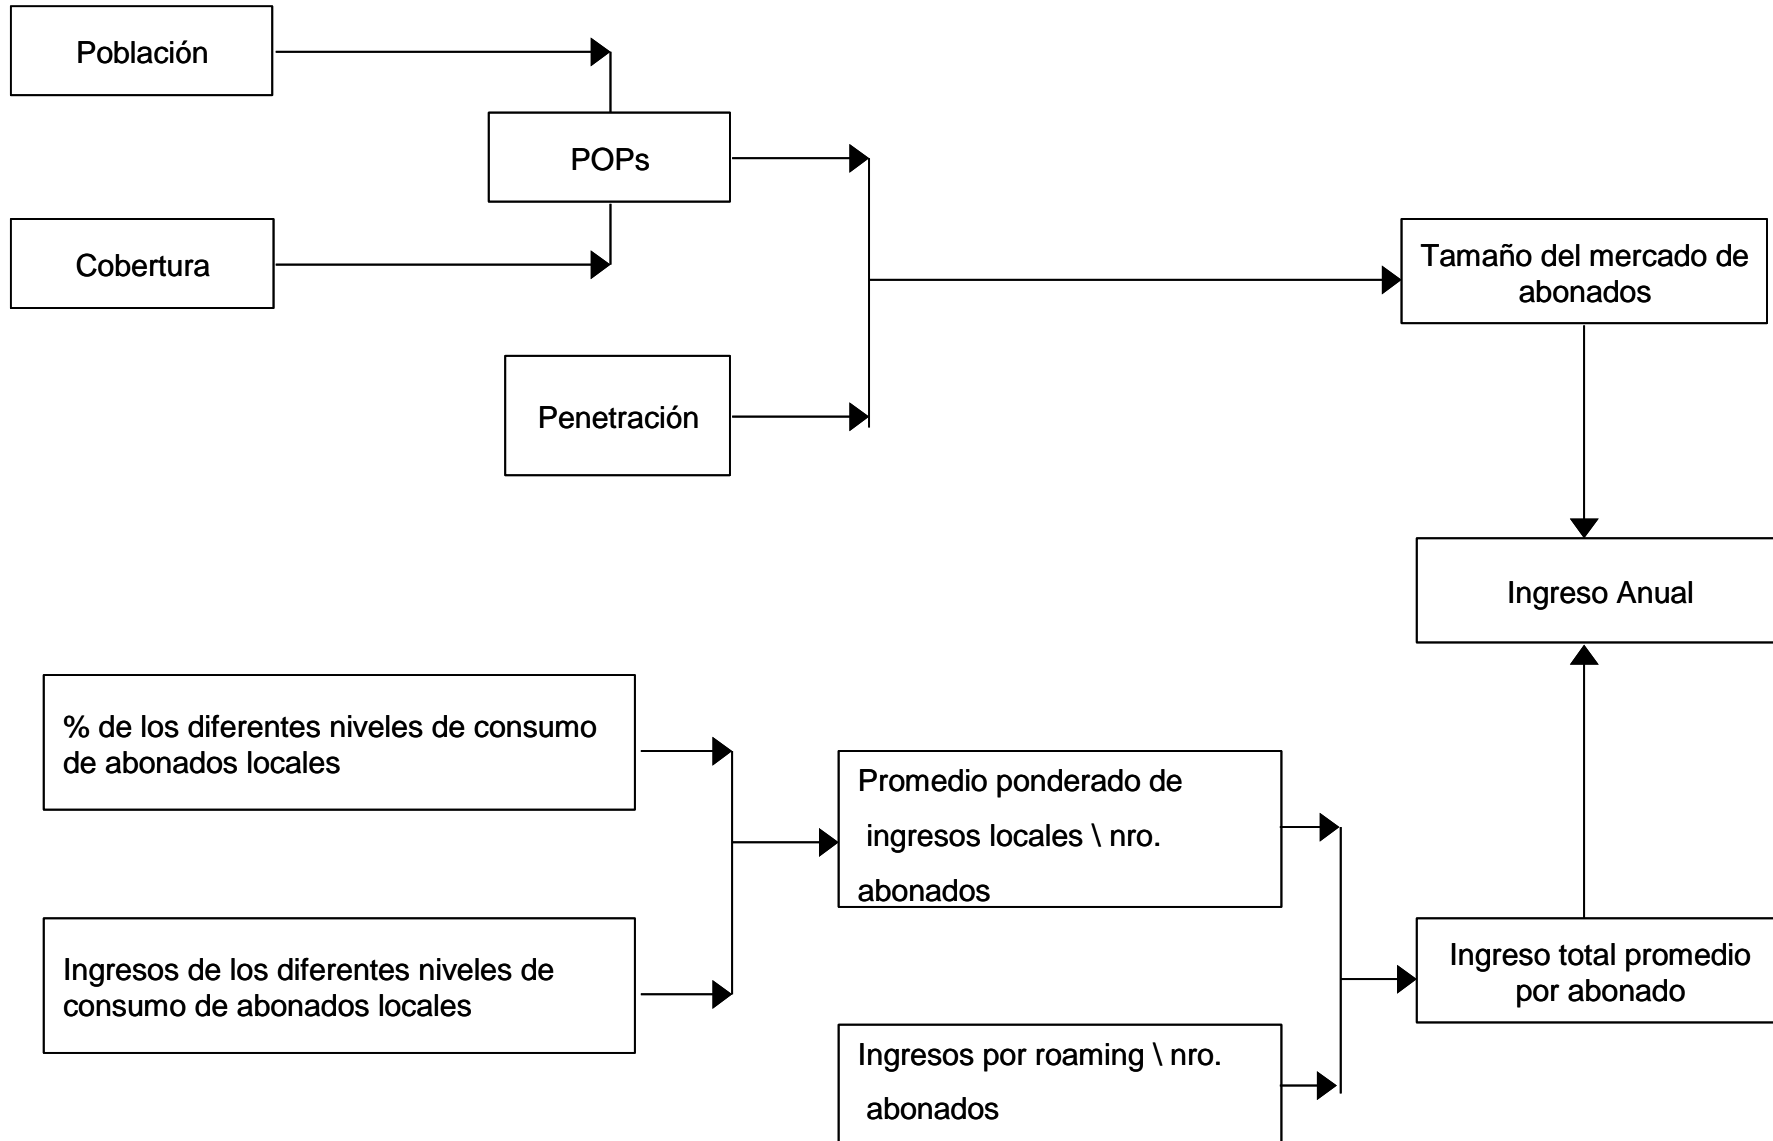 Población
POPs
Cobertura
Tamaño del mercado de
abonados
Penetración
Ingreso Anual
% de los diferentes niveles de consumo
de abonados locales
Promedio ponderado de
ingresos locales \ nro.
abonados
Ingresos de los diferentes niveles de
consumo de abonados locales
Ingreso total promedio
por abonado
Ingresos por roaming \ nro.
abonados